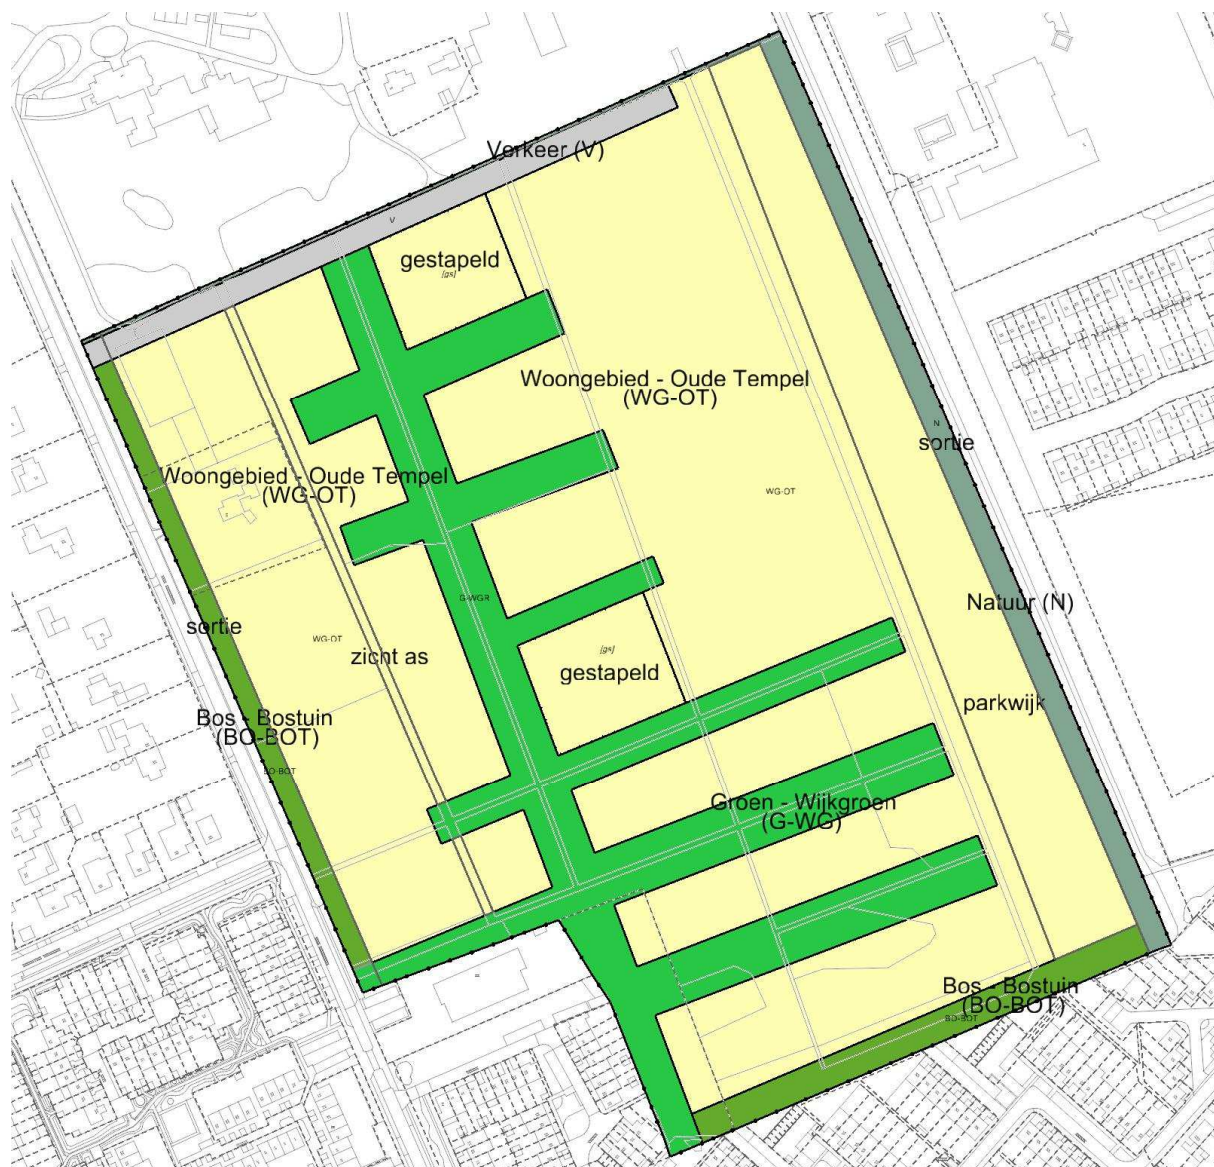 Verkeer (V)
V
gestapeld
[gs]
Woongebied - Oude Tempel
(WG-OT)
N
sortie
Woongebied - Oude Tempel
(WG-OT)
WG-OT
G-WGR
Natuur (N)
sortie
WG-OT
zicht as
[gs]
gestapeld
parkwijk
Bos - Bostuin
(BO-BOT)
BO-BOT
Groen - Wijkgroen
(G-WG)
Bos - Bostuin
(BO-BOT)
BO-BOT